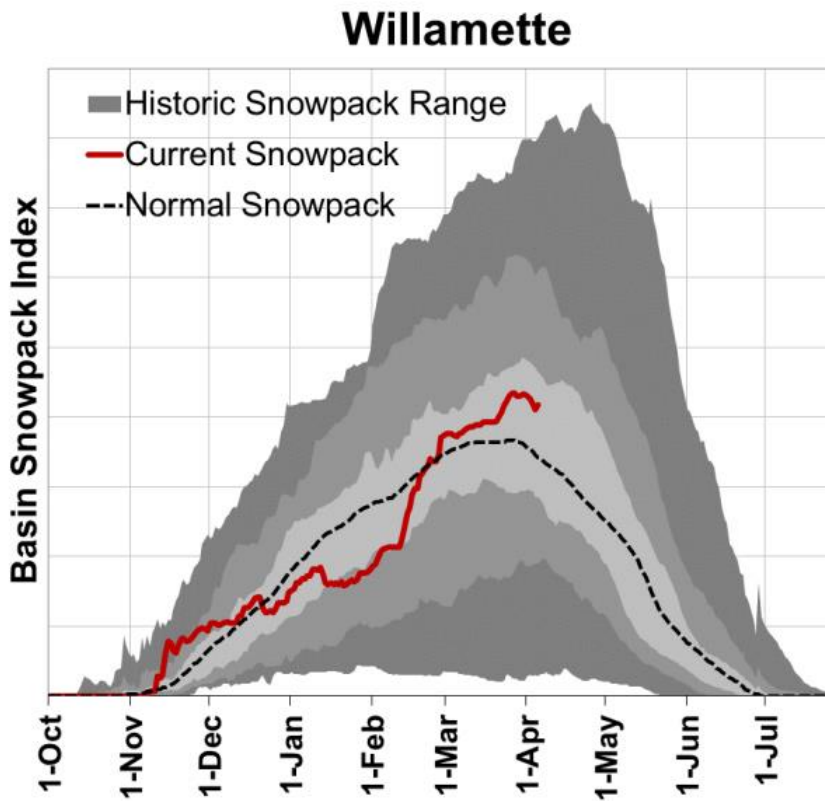 Willamette
Historic Snowpack Range
Current Snowpack
Normal Snowpack
Basin Snowpack Index
1-Oct
1-Nov
1-Dec
1-Jan
1-Feb
1-Mar
1-Apr
1-May
1-Jun
1-Jul